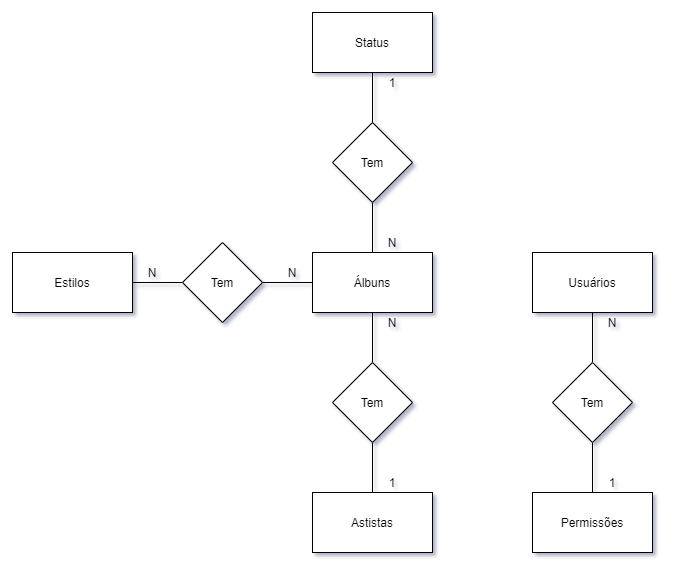 Status
1
Tem
N
Estilos
N
Tem
N
Álbuns
Usuários
N
N
Tem
Tem
1
1
Astistas
Permissões